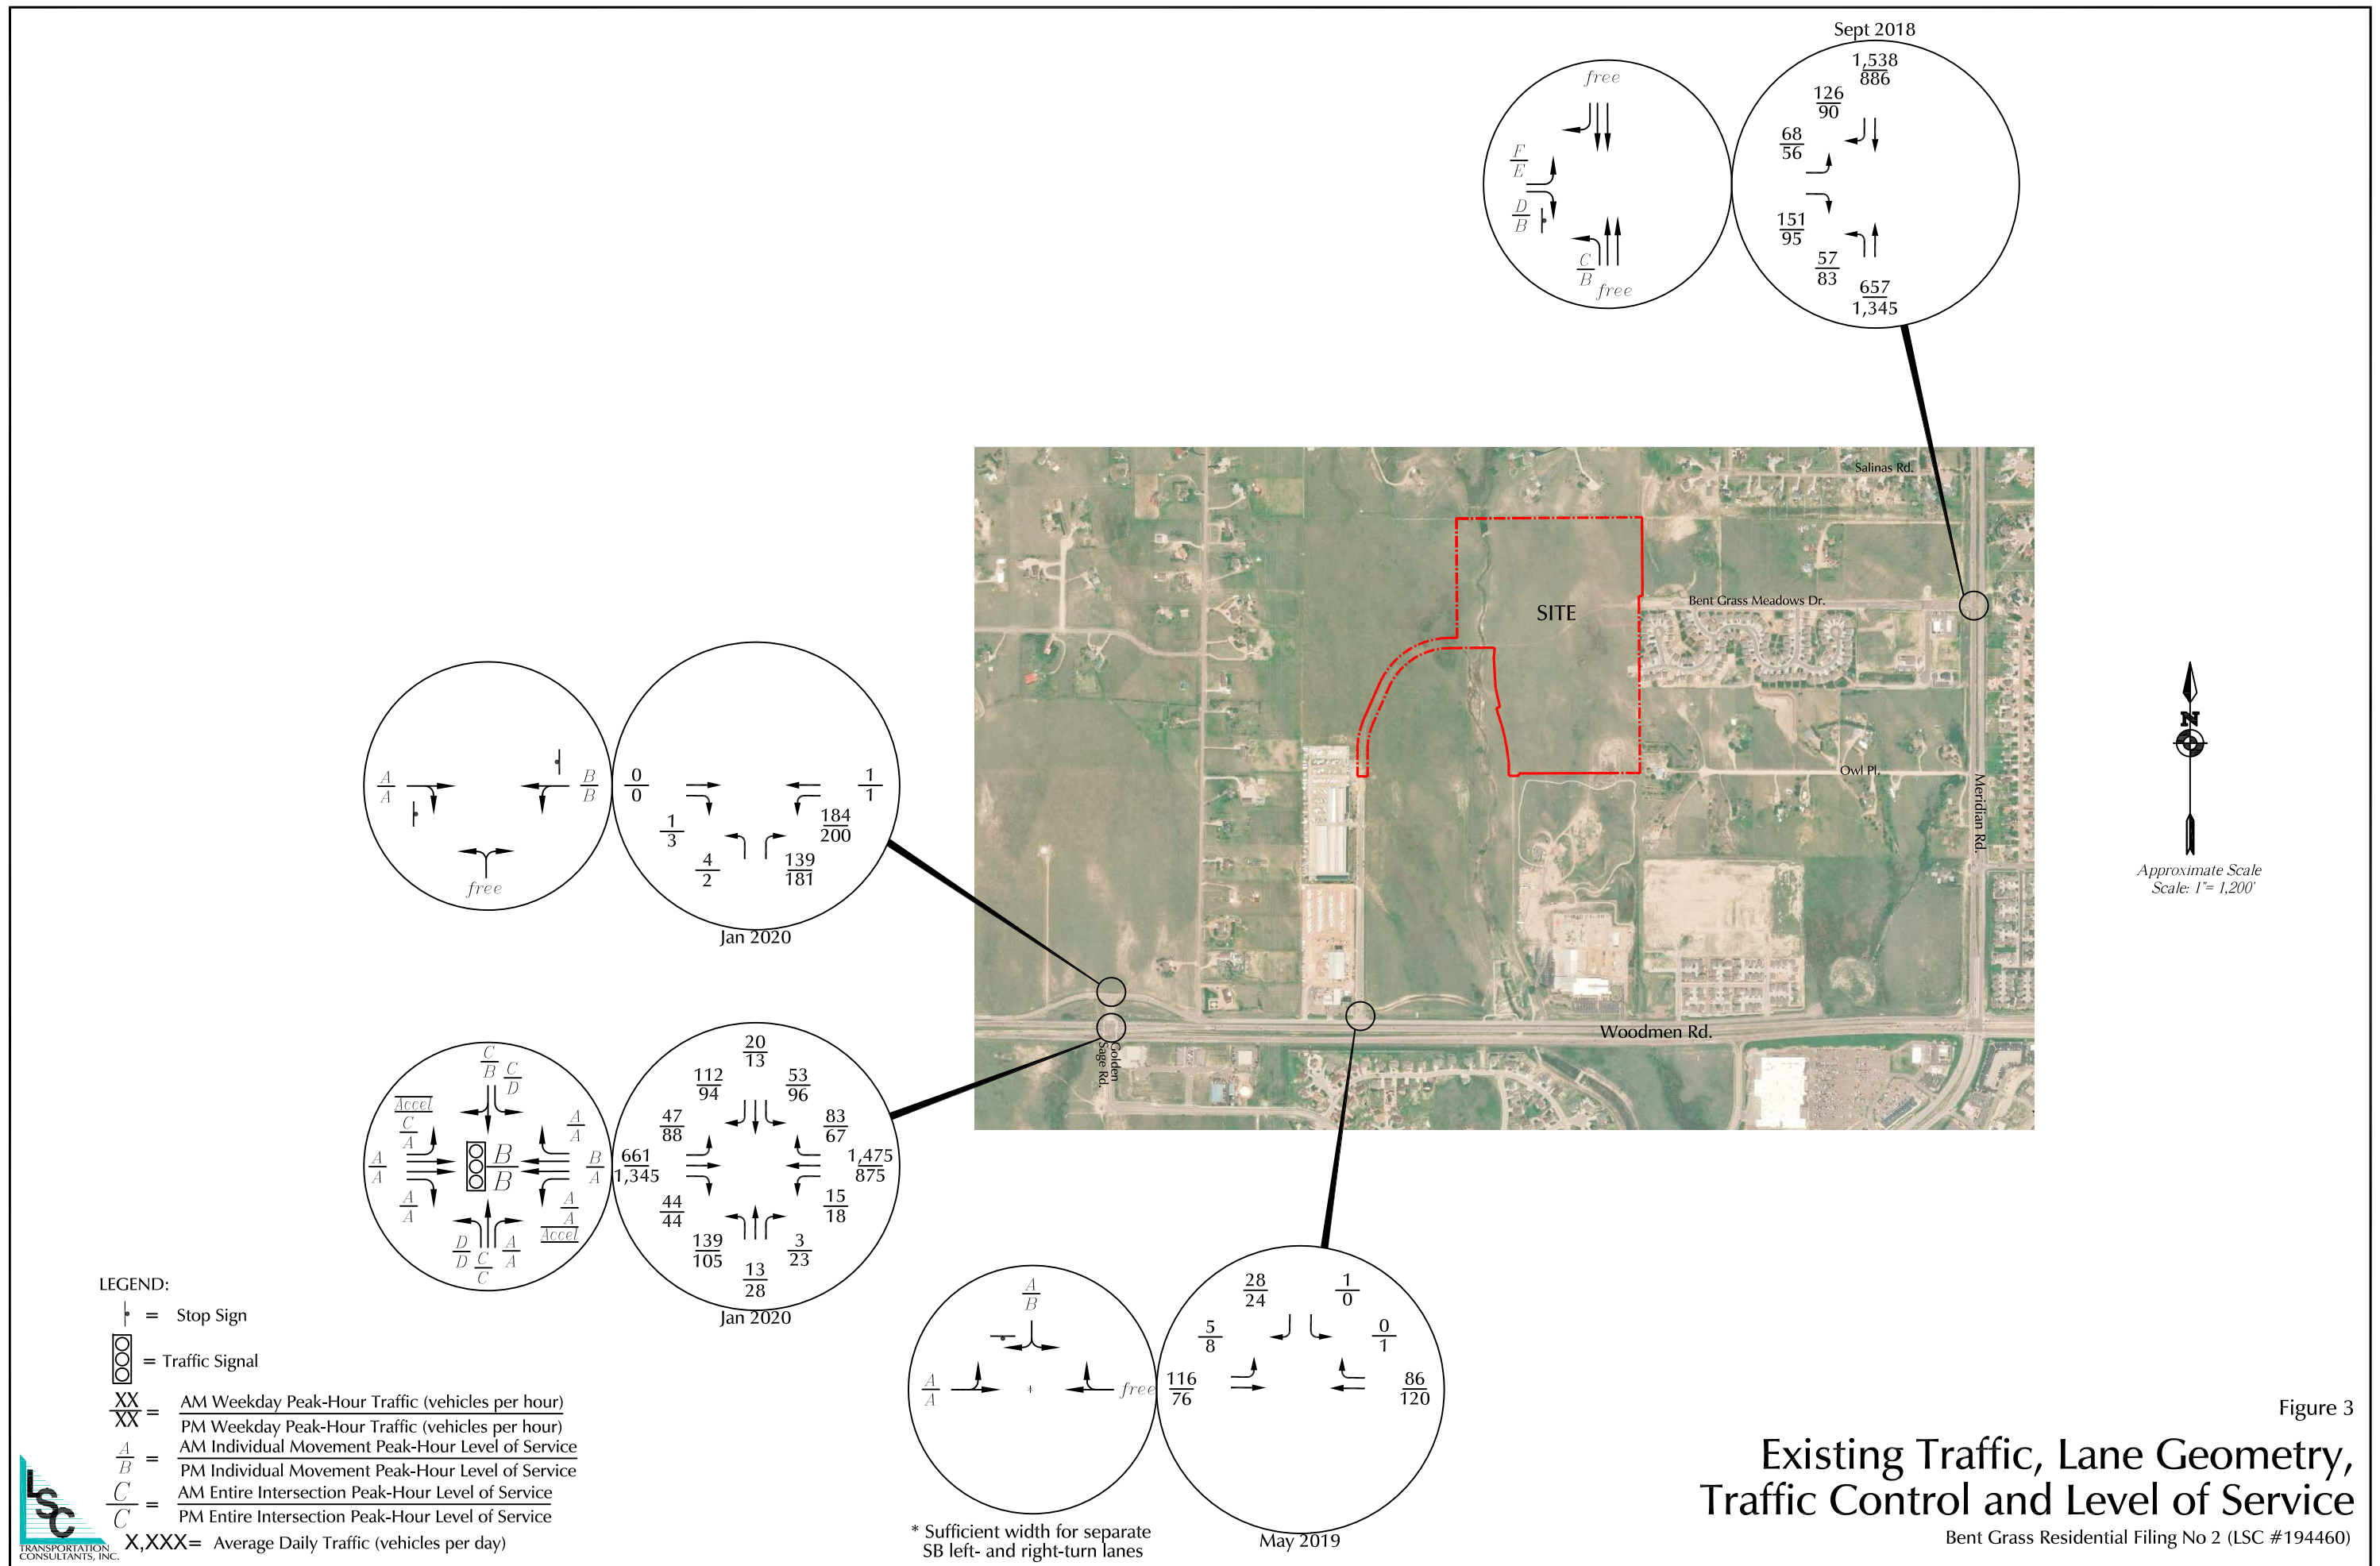 Sept 2018
1,538
886
126
90
68
56
151
95
57
83
657
1,345
free
F
E
D
B
C
B
free
Salinas Rd.
SITE
Bent Grass Meadows Dr.
Owl Pl.
Meridian Rd.
Woodmen Rd.
Golden
Sage Rd.
N
Approximate Scale
Scale: 1"= 1,200'
A
A
B
B
free
0
0
1
3
4
2
1
1
184
200
139
181
Jan 2020
C
B
C
D
Accel
C
A
A
A
A
A
A
A
B
A
A
A
Accel
B
B
D
D
C
C
A
A
20
13
112
94
53
96
47
88
83
67
661
1,345
1,475
875
44
44
15
18
139
105
3
23
13
28
Jan 2020
A
B
A
A
*
free
28
24
1
0
5
8
0
1
116
76
86
120
May 2019
* Sufficient width for separate
SB left- and right-turn lanes
LEGEND:
= Stop Sign
= Traffic Signal
XX
XX
=
AM Weekday Peak-Hour Traffic (vehicles per hour)
PM Weekday Peak-Hour Traffic (vehicles per hour)
A
B
=
AM Individual Movement Peak-Hour Level of Service
PM Individual Movement Peak-Hour Level of Service
C
C
=
AM Entire Intersection Peak-Hour Level of Service
PM Entire Intersection Peak-Hour Level of Service
X,XXX= Average Daily Traffic (vehicles per day)
LSC
TRANSPORTATION
CONSULTANTS, INC.
Figure 3
Existing Traffic, Lane Geometry,
Traffic Control and Level of Service
Bent Grass Residential Filing No 2 (LSC #194460)